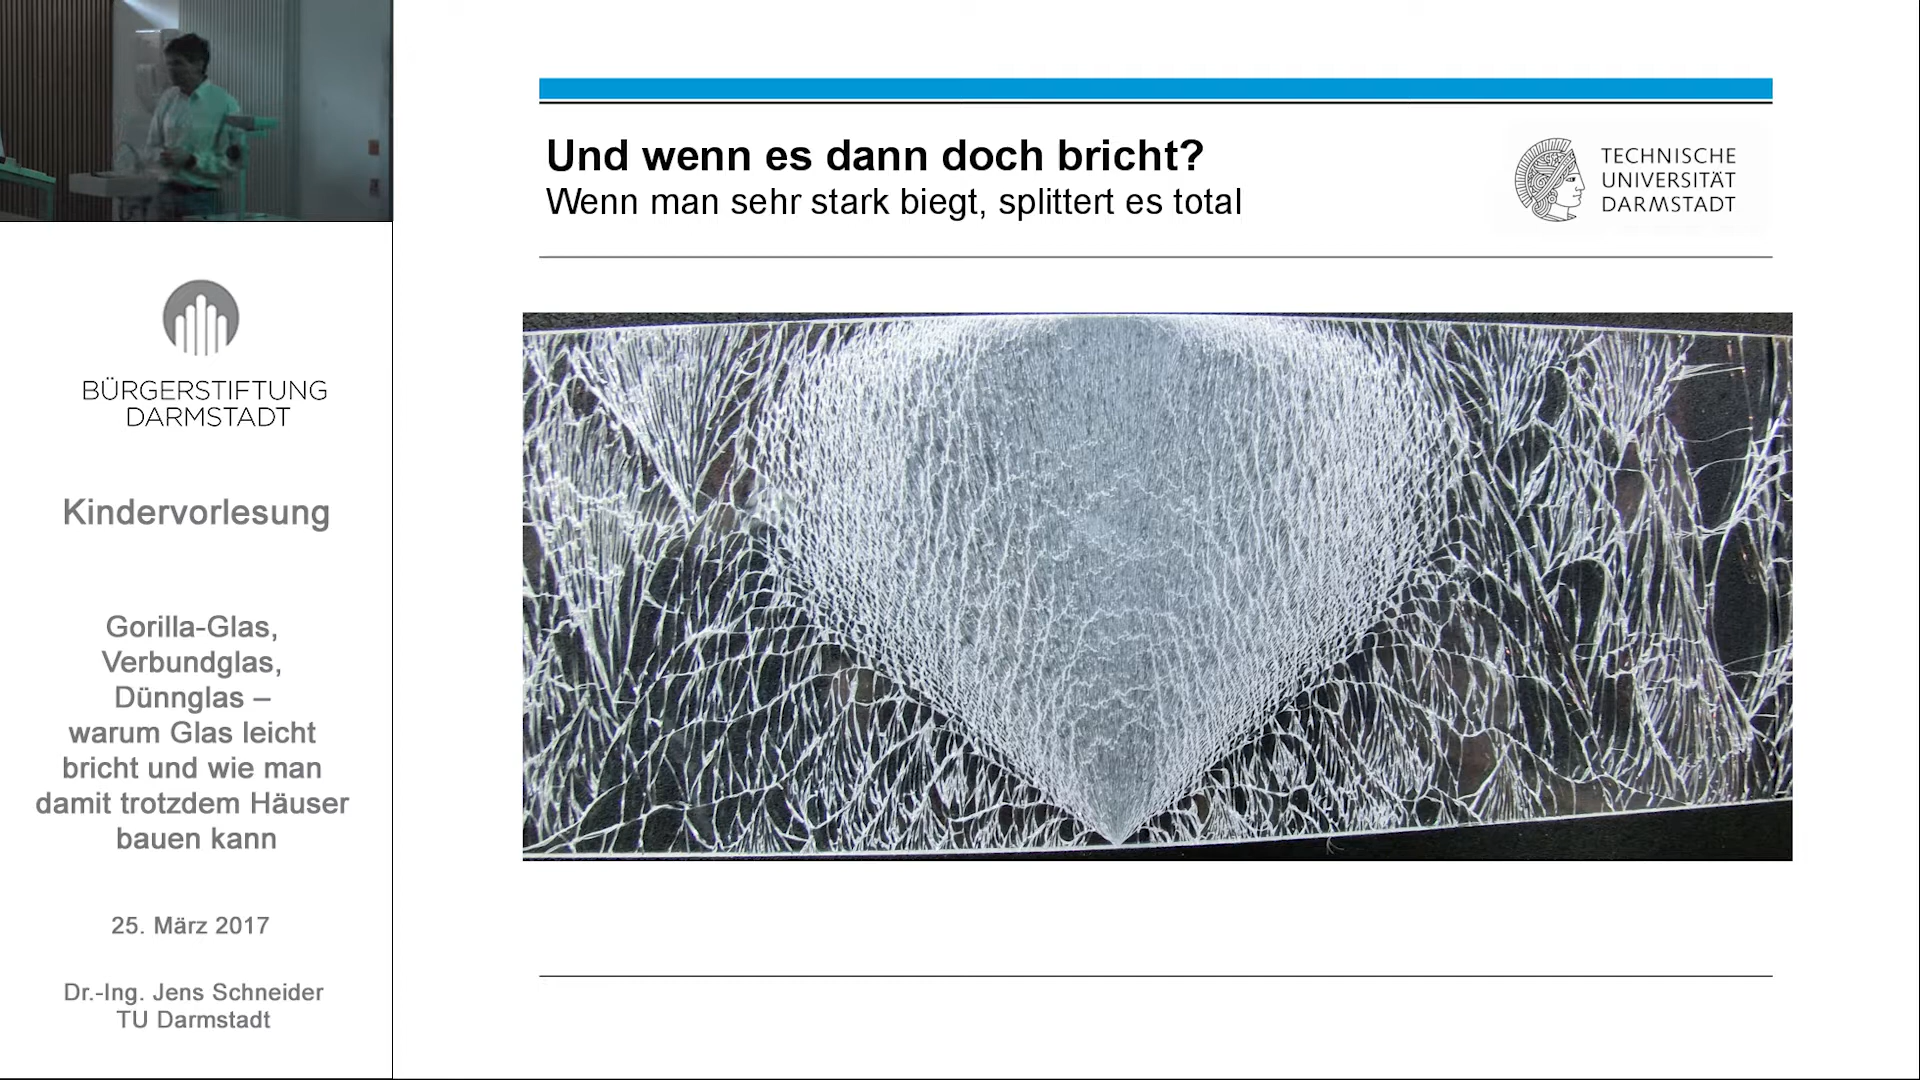 Und wenn es dann doch bricht?
Wenn man sehr stark biegt, splittert es total
TECHNISCHE
UNIVERSITÄT
DARMSTADT
BÜRGERSTIFTUNG
DARMSTADT
Kindervorlesung
Gorilla-Glas,
Verbundglas,
Dünnglas –
warum Glas leicht
bricht und wie man
damit trotzdem Häuser
bauen kann
25. März 2017
Dr.-Ing. Jens Schneider
TU Darmstadt